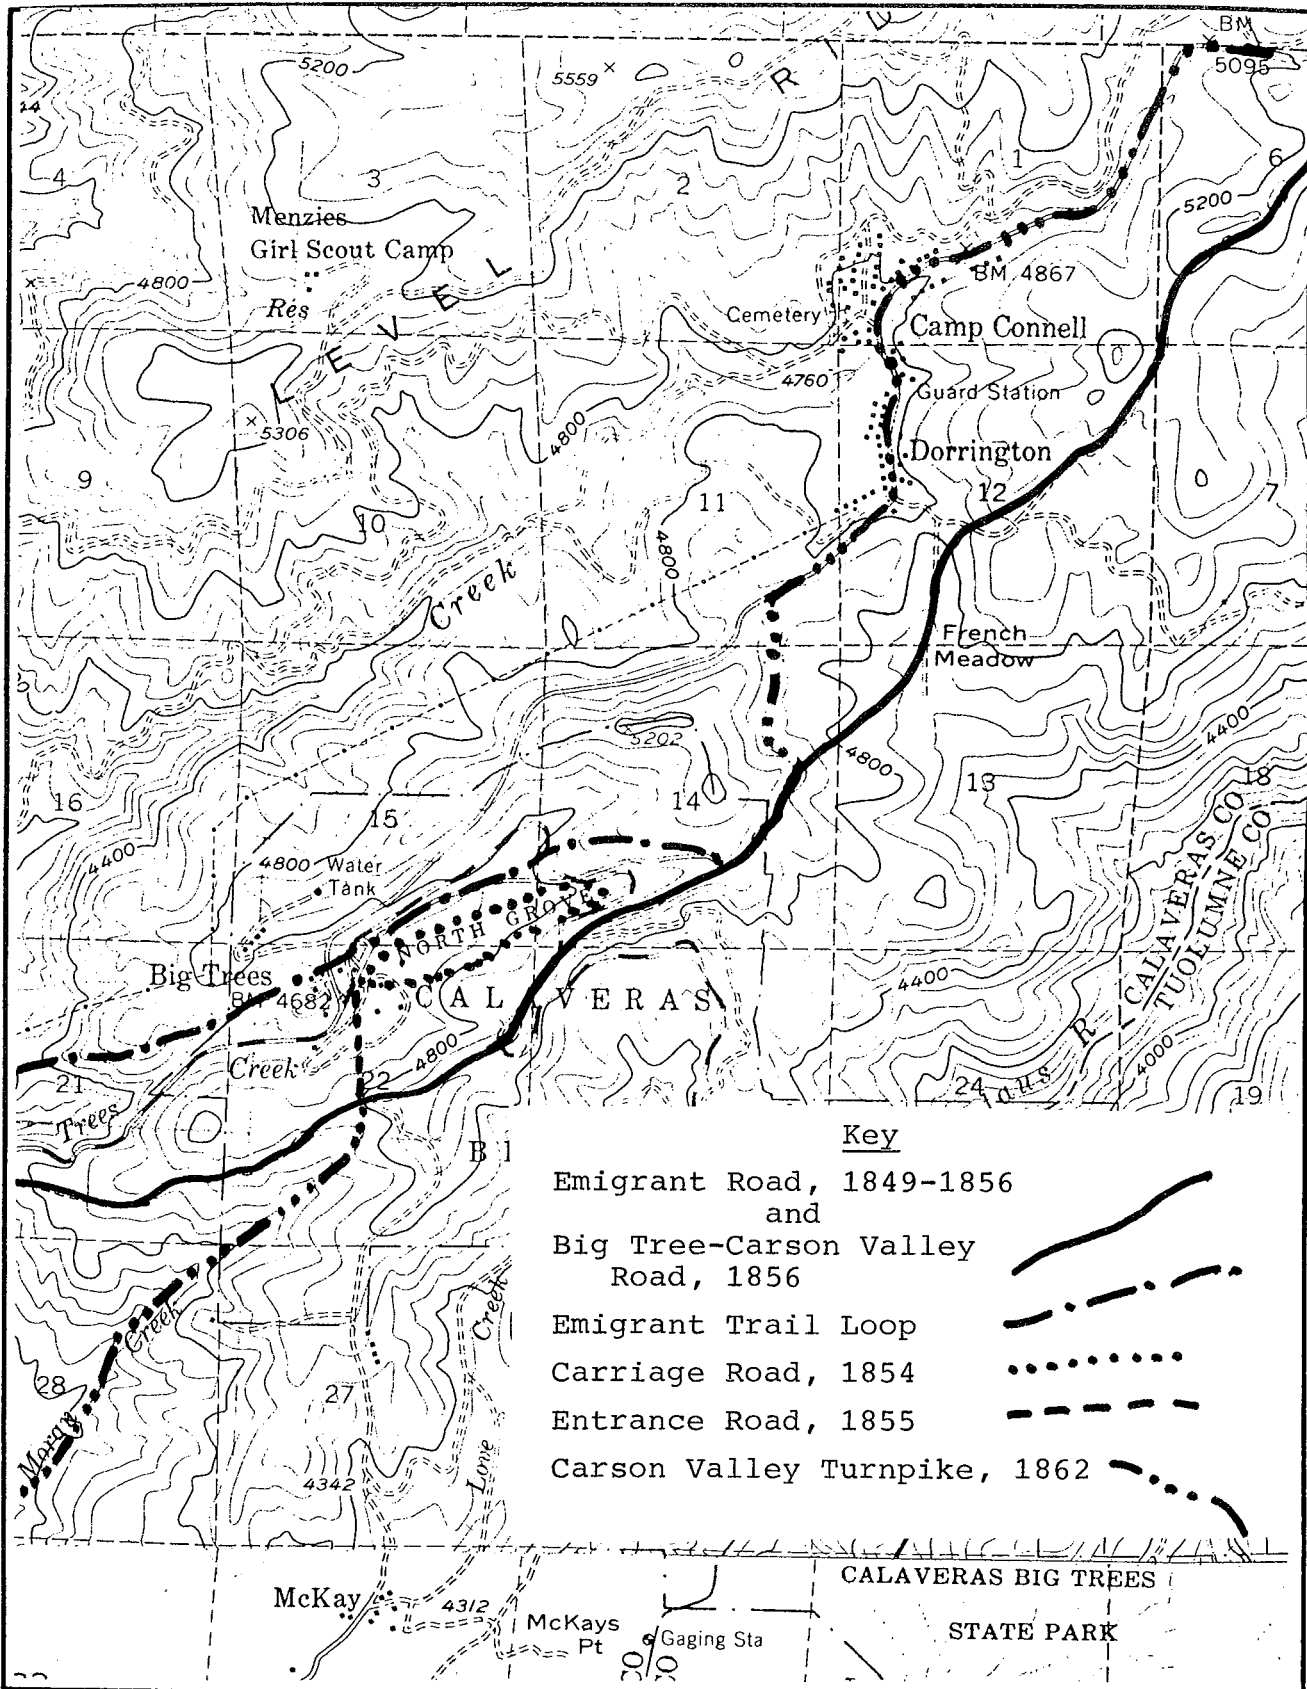 BM
5095
5200
5559
R I
44
4
3
2
1
6
5200
Menzies
Girl Scout Camp
4800
Res
BM 4867
Cemetery
Camp Connell
L E V E L
4760
Guard Station
5306
4800
Dorrington
9
10
11
12
7
4800
Creek
French
Meadow
5202
4800
4400
16
15
14
13
18
4400
4800
Water
Tank
CALAVERAS CO
TUOLUMNE CO
NORTH GROVE
Big Trees
BM 4682
CALAVERAS
4400
R
4000
21
Creek
4800
22
24
aus
19
Trees
B I
Key
Emigrant Road, 1849-1856
and
Big Tree-Carson Valley
Road, 1856
Emigrant Trail Loop
Carriage Road, 1854
Entrance Road, 1855
Carson Valley Turnpike, 1862
Creek
Creek
28
27
Moran
4342
Love
McKay
4312
McKays
Pt
Gaging Sta
CALAVERAS BIG TREES
STATE PARK